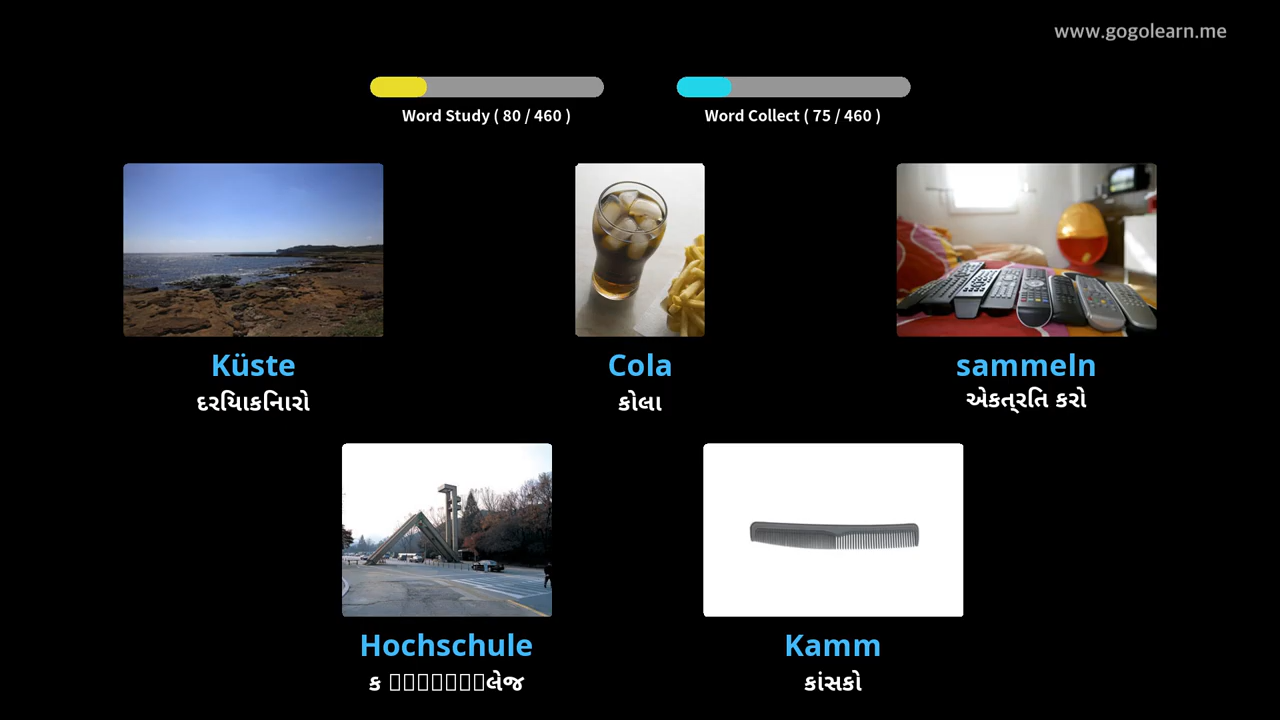 www.gogolearn.me
Word Study ( 80 / 460 )
Word Collect ( 75 / 460 )
Küste
દરિયાકિનારો
Cola
કોલા
sammeln
એકત્રિત કરો
Hochschule
ક લેજ
Kamm
કાંસકો